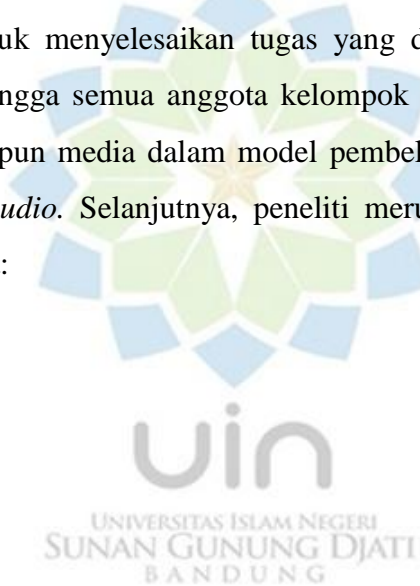 uk menyelesaikan tugas yang d
ngga semua anggota kelompok
pun media dalam model pembel
udio. Selanjutnya, peneliti meru
:
uin
UNIVERSITAS ISLAM NEGERI
SUNAN GUNUNG DJATI
BANDUNG